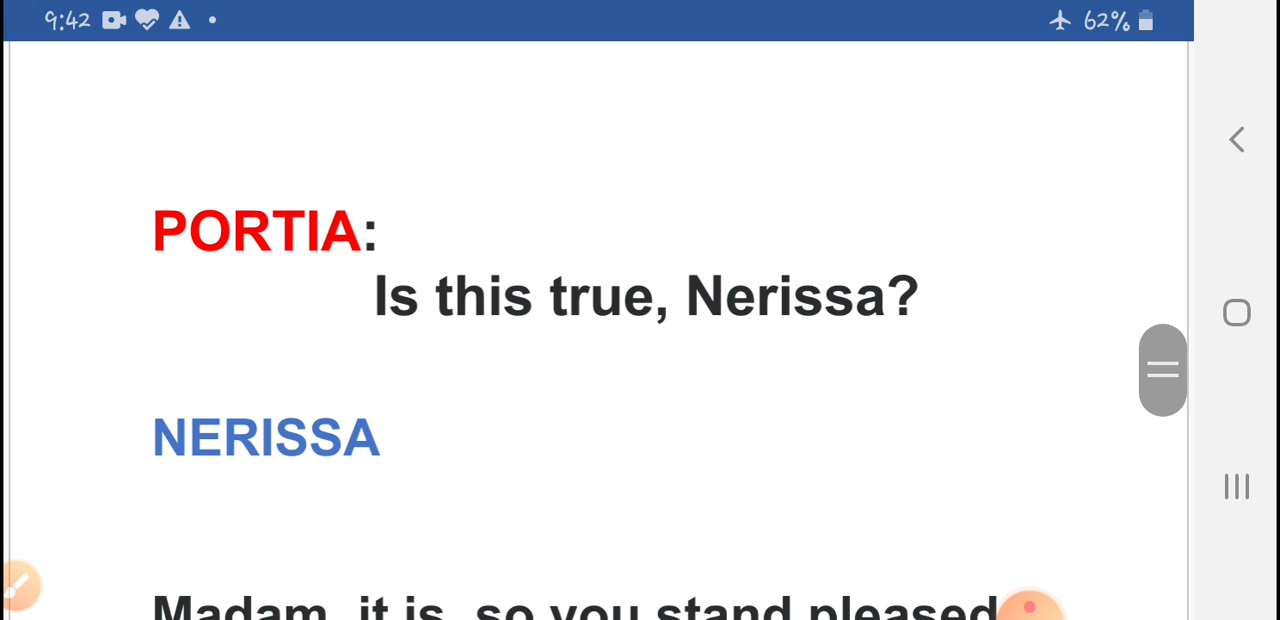 9:42
62%
PORTIA:
Is this true, Nerissa?
NERISSA
Madam, it is, so you stand pleased